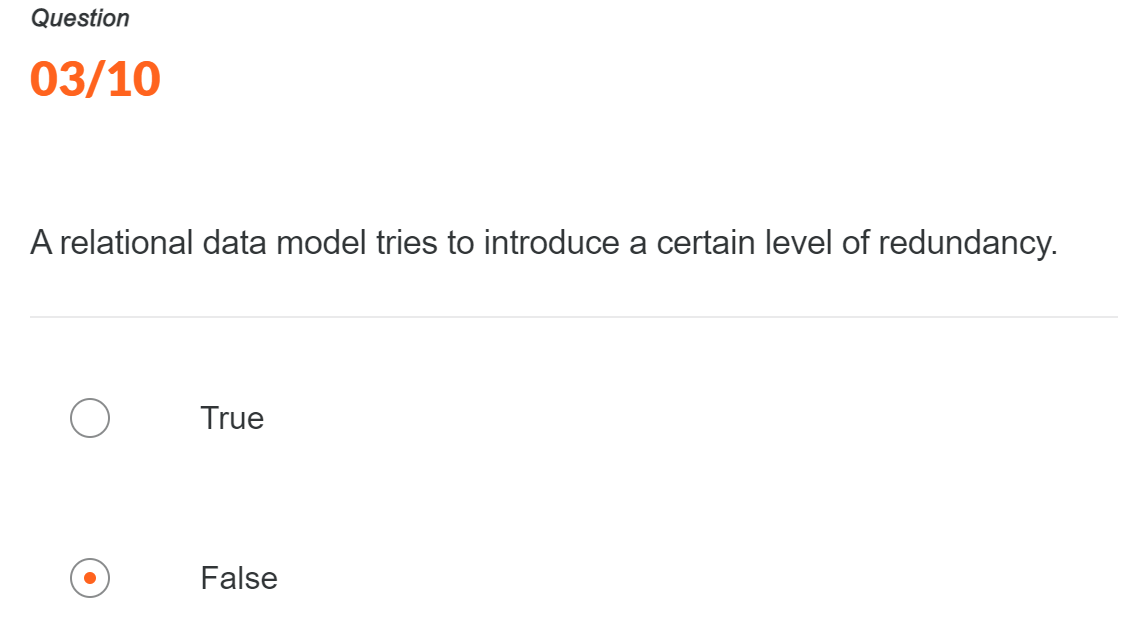 Question
03/10
A relational data model tries to introduce a certain level of redundancy.
True
False